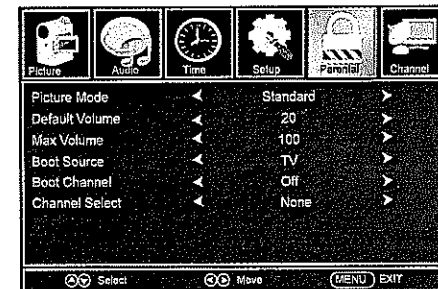 Picture Audio Time Setup Parental Channel
Picture Mode Standard
Default Volume 20
Max Volume 100
Boot Source TV
Boot Channel Off
Channel Select None
Select Move MENU EXIT